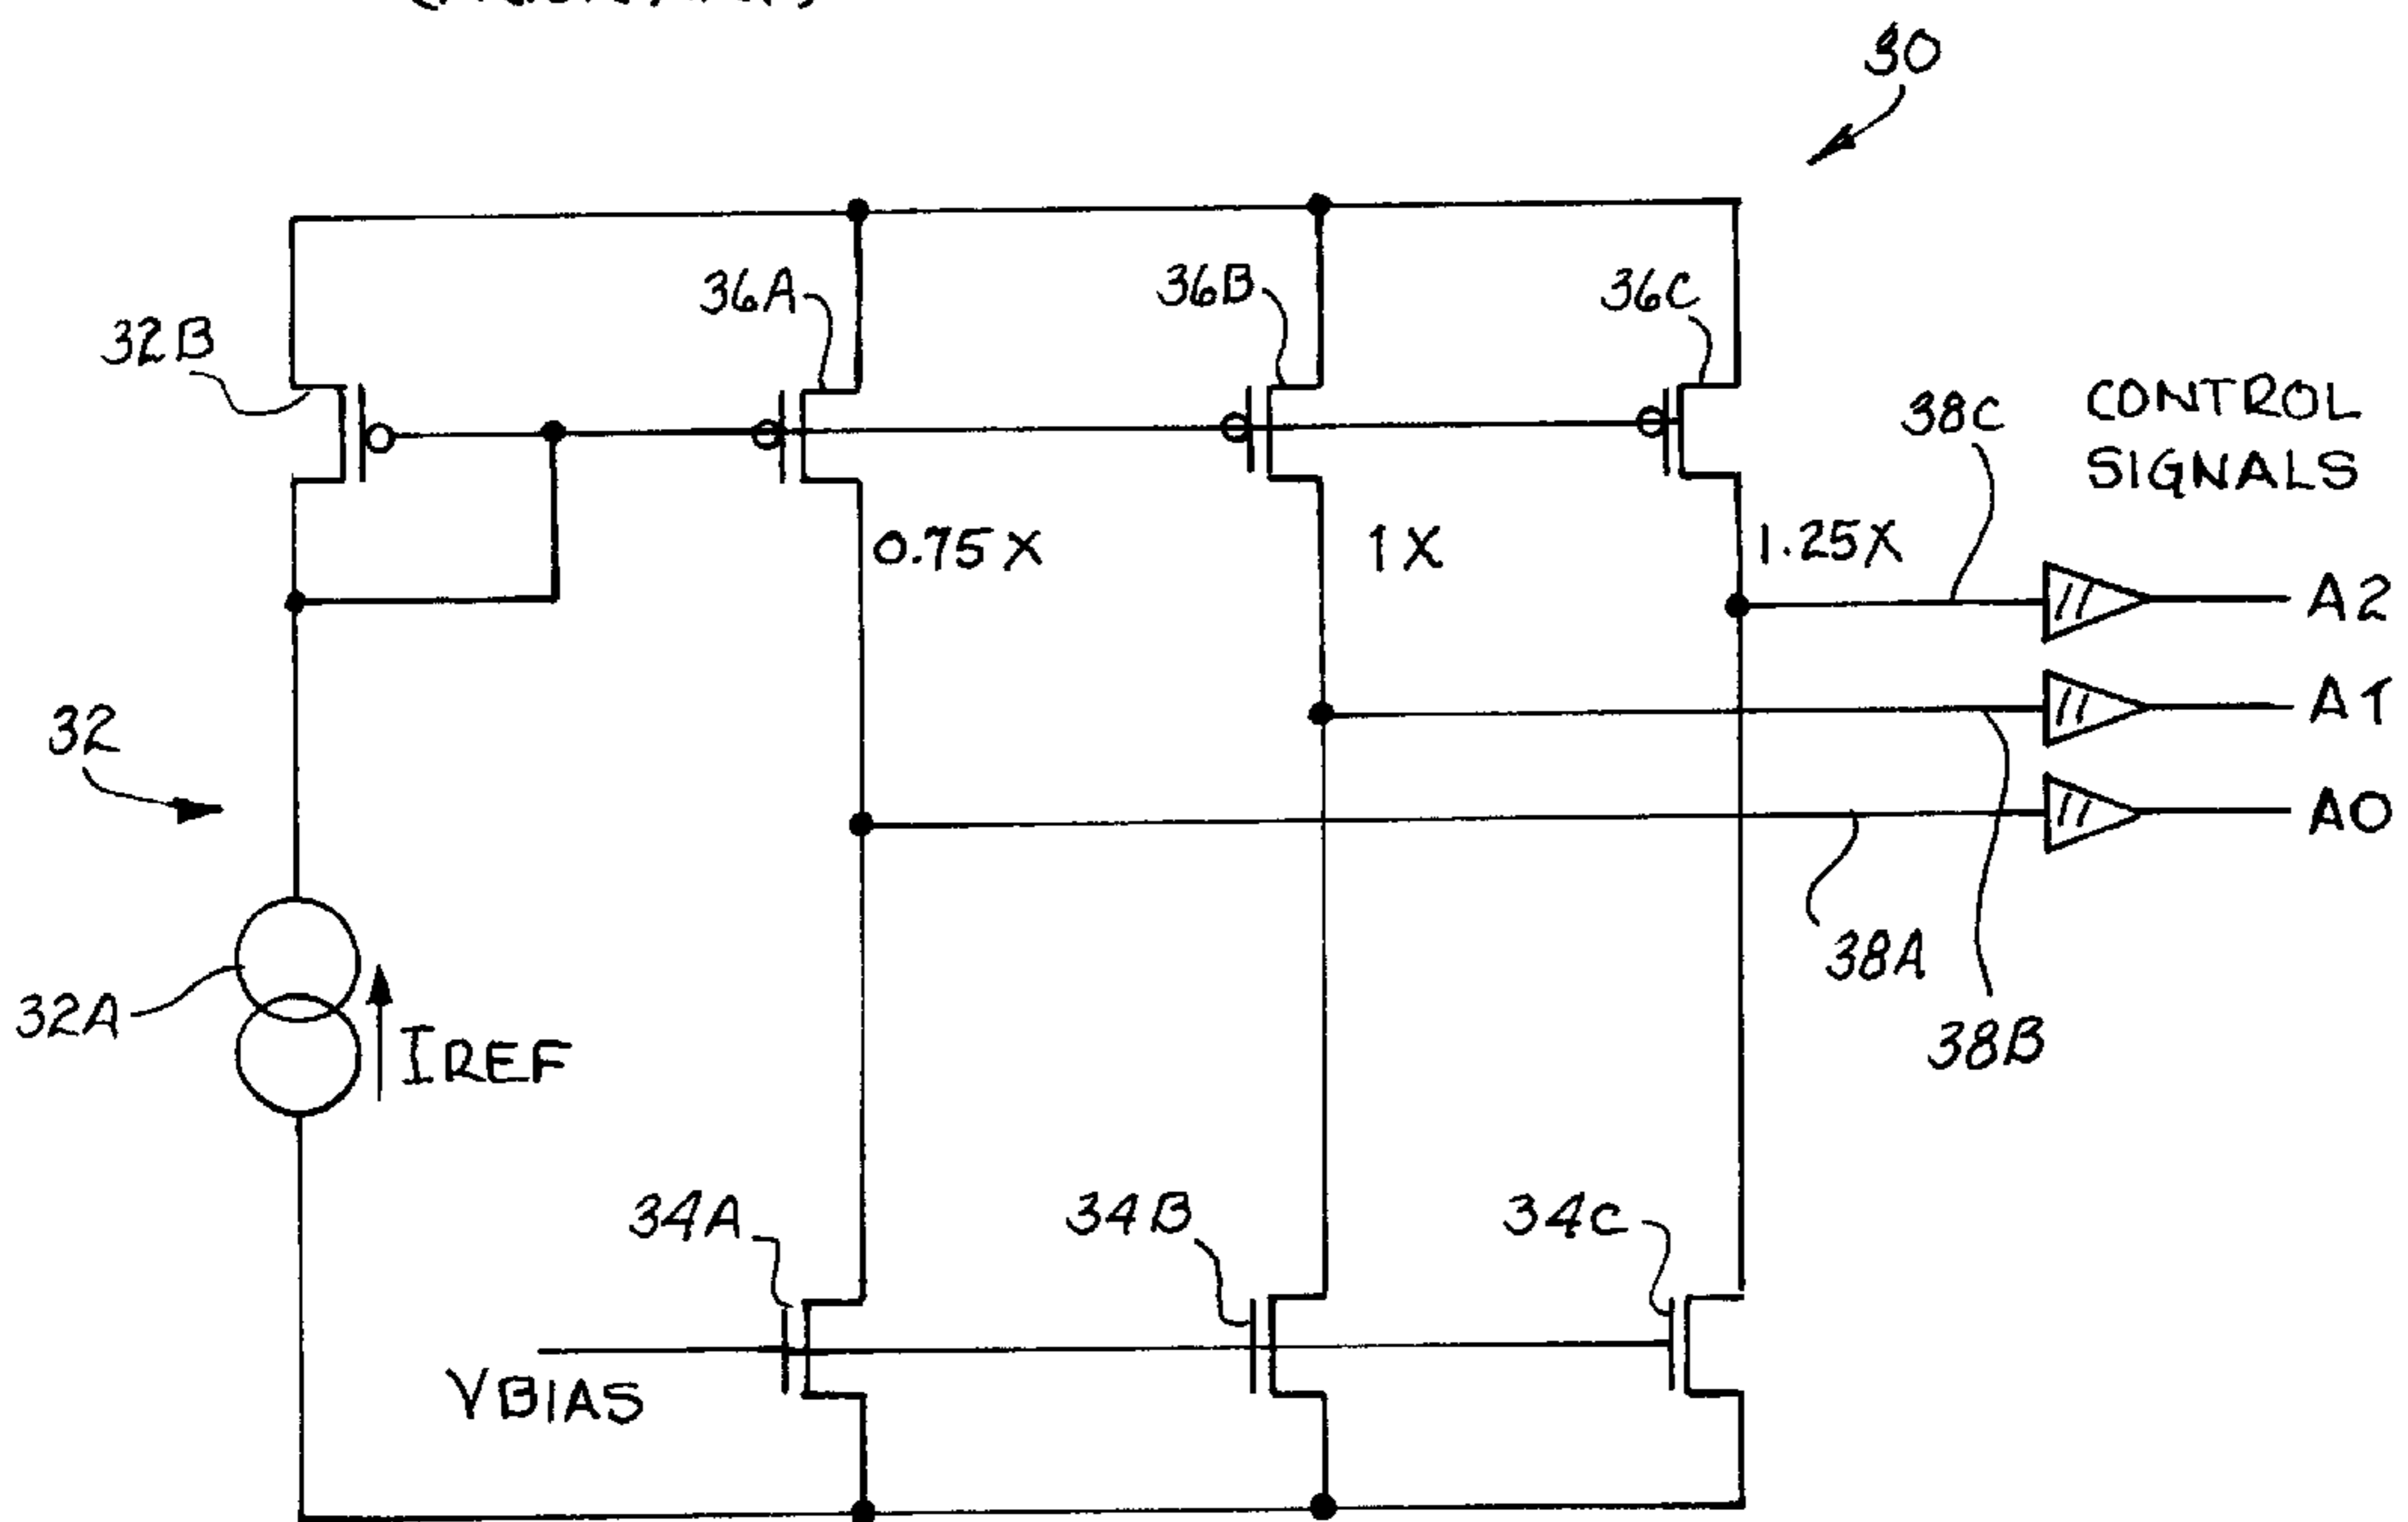 30
36A
36B
36C
32B
38C
CONTROL
SIGNALS
0.75X
1X
1.25X
A2
A1
32
A0
38A
32A
IREF
38B
34A
34B
34C
VBIAS